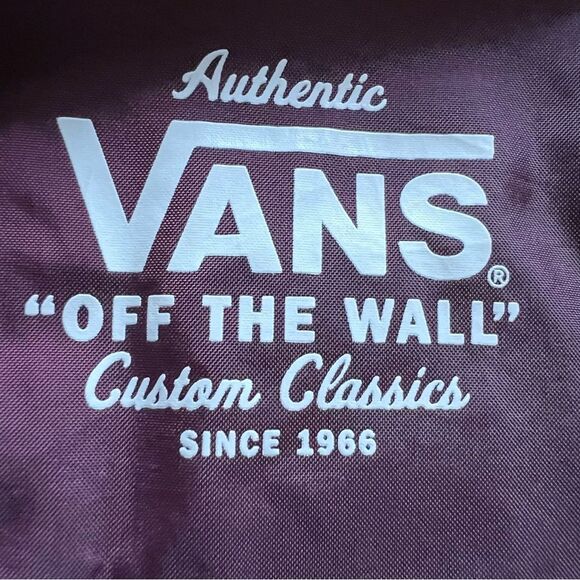 Authentic
VANS®
“OFF THE WALL”
Custom Classics
SINCE 1966